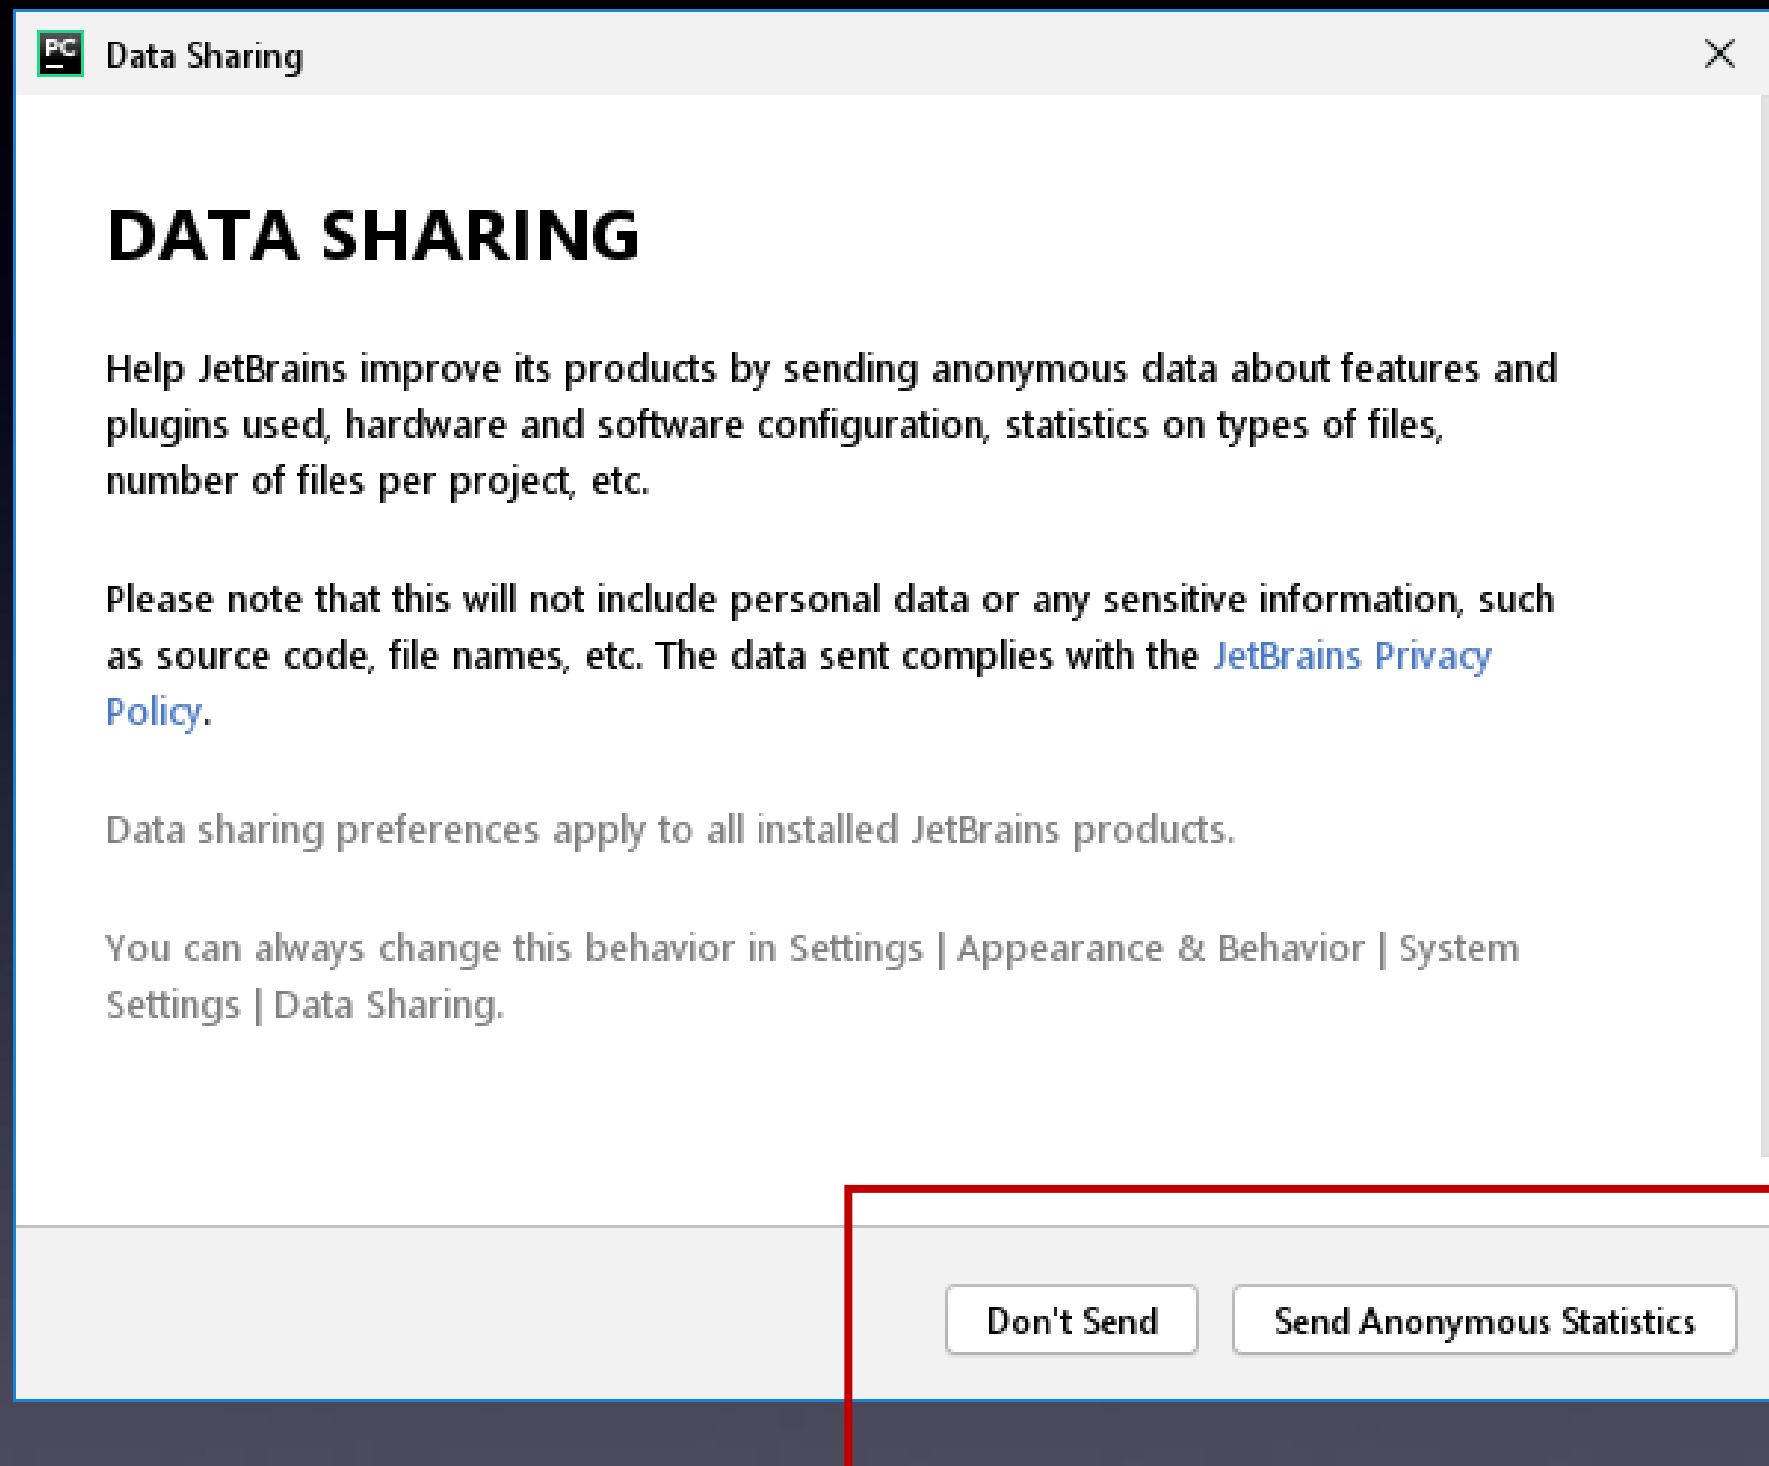 PC
Data Sharing
DATA SHARING
Help JetBrains improve its products by sending anonymous data about features and
plugins used, hardware and software configuration, statistics on types of files,
number of files per project, etc.
Please note that this will not include personal data or any sensitive information, such
as source code, file names, etc. The data sent complies with the JetBrains Privacy
Policy.
Data sharing preferences apply to all installed JetBrains products.
You can always change this behavior in Settings | Appearance & Behavior | System
Settings | Data Sharing.
Don't Send
Send Anonymous Statistics